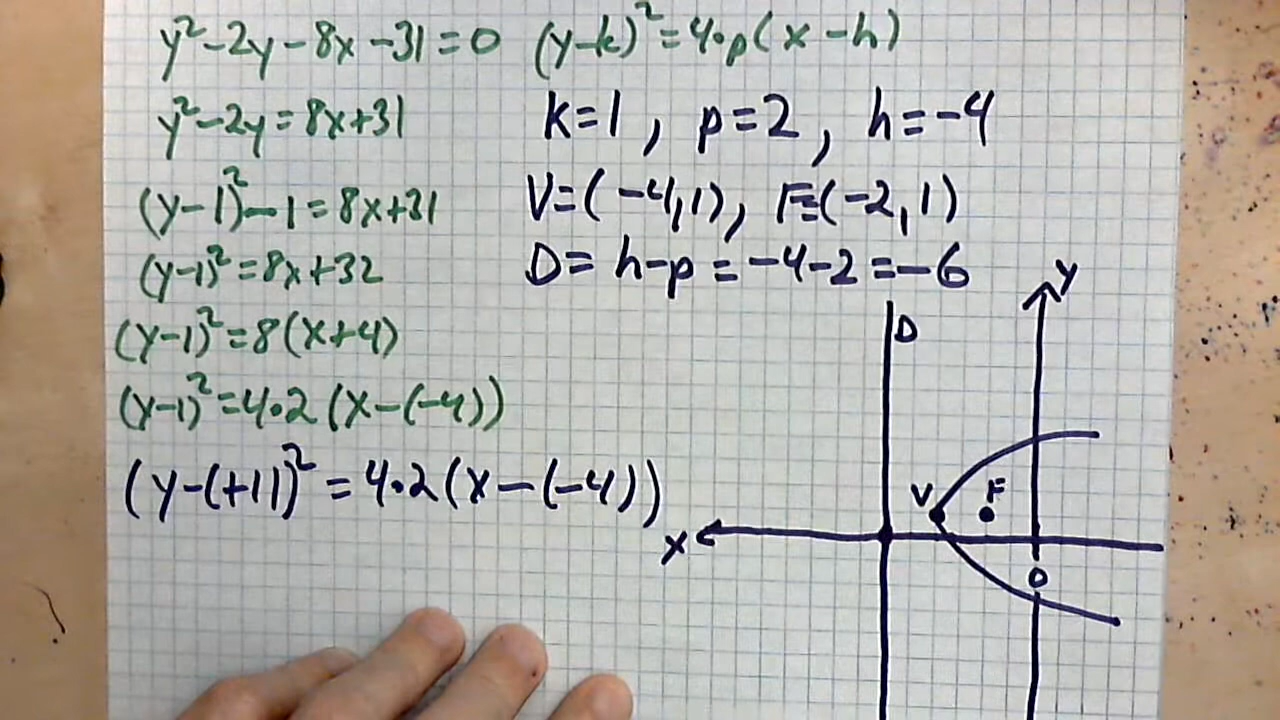 y²-2y-8x-31=0
y²-2y=8x+31
(y-1)²-1=8x+31
(y-1)²=8x+32
(y-1)²=8(x+4)
(y-1)²=4·2(x-(-4))
(y-(+1))²=4·2(x-(-4))
(y-k)²=4·p(x-h)
k=1, p=2, h=-4
V=(-4,1), F=(-2,1)
D=h-p=-4-2=-6
y
D
V F
x
0